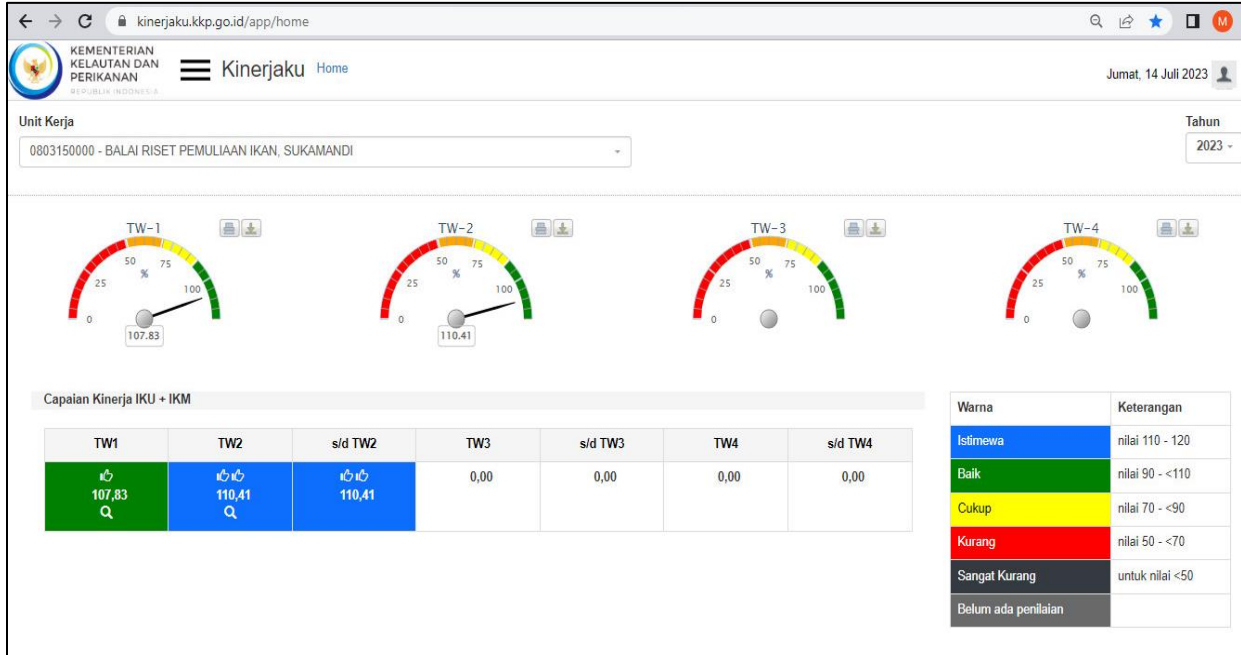 kinerjaku.kkp.go.id/app/home
M
KEMENTERIAN
KELAUTAN DAN
PERIKANAN
REPUBLIK INDONESIA
Kinerjaku Home
Jumat, 14 Juli 2023
Unit Kerja
Tahun
0803150000 - BALAI RISET PEMULIAAN IKAN, SUKAMANDI
2023
TW-1
0
25
50
75
100
%
107.83
TW-2
0
25
50
75
100
%
110.41
TW-3
0
25
50
75
100
%
TW-4
0
25
50
75
100
%
Capaian Kinerja IKU + IKM
TW1 TW2 s/d TW2 TW3 s/d TW3 TW4 s/d TW4
107,83 110,41 110,41 0,00 0,00 0,00 0,00
Warna Keterangan
Istimewa nilai 110 - 120
Baik nilai 90 - <110
Cukup nilai 70 - <90
Kurang nilai 50 - <70
Sangat Kurang untuk nilai <50
Belum ada penilaian